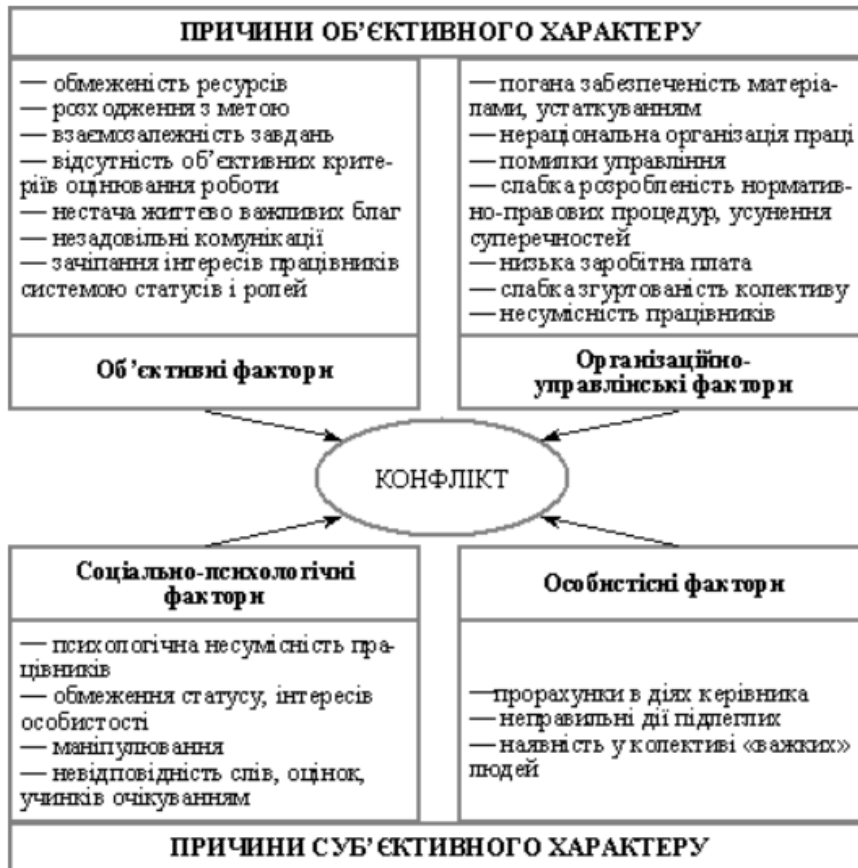 ПРИЧИНИ ОБ’ЄКТИВНОГО ХАРАКТЕРУ
— обмеженість ресурсів
— розходження з метою
— взаємозалежність завдань
— відсутність об’єктивних крите-
ріїв оцінювання роботи
— нестача життєво важливих благ
— незадовільні комунікації
— зачіпання інтересів працівників
системою статусів і ролей
Об’єктивні фактори
— погана забезпеченість матеріа-
лами, устаткуванням
— нераціональна організація праці
— помилки управління
— слабка розробленість норматив-
но-правових процедур, усунення
суперечностей
— низька заробітна плата
— слабка згуртованість колективу
— несумісність працівників
Організаційно-
управлінські фактори
КОНФЛІКТ
Соціально-психологічні
фактори
— психологічна несумісність пра-
цівників
— обмеження статусу, інтересів
особистості
— маніпулювання
— невідповідність слів, оцінок,
учинків очікуванням
Особистісні фактори
—прорахунки в діях керівника
— неправильні дії підлеглих
— наявність у колективі «важких»
людей
ПРИЧИНИ СУБ’ЄКТИВНОГО ХАРАКТЕРУ